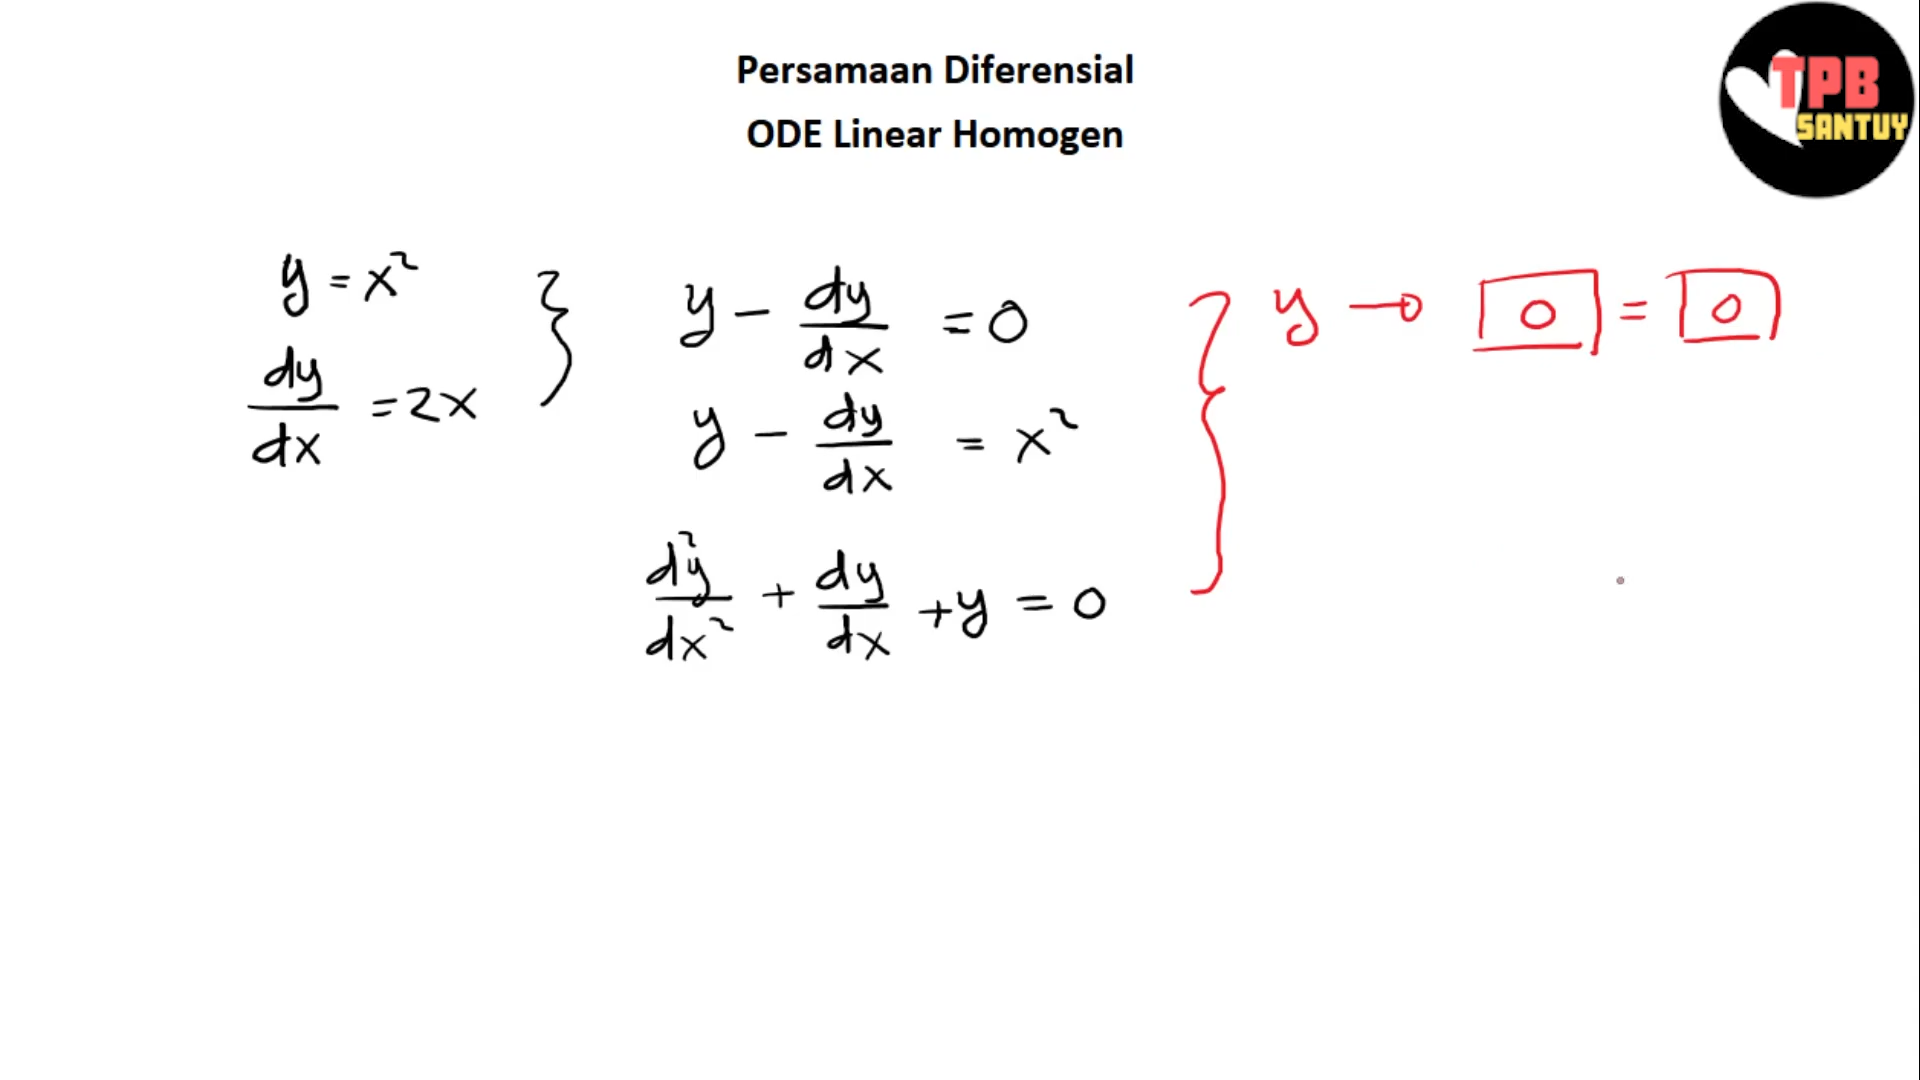 Persamaan Diferensial
ODE Linear Homogen
TPB
SANTUY
y = x²
dy/dx = 2x
y - dy/dx = 0
y - dy/dx = x²
d²y/dx² + dy/dx + y = 0
y → 0 = 0